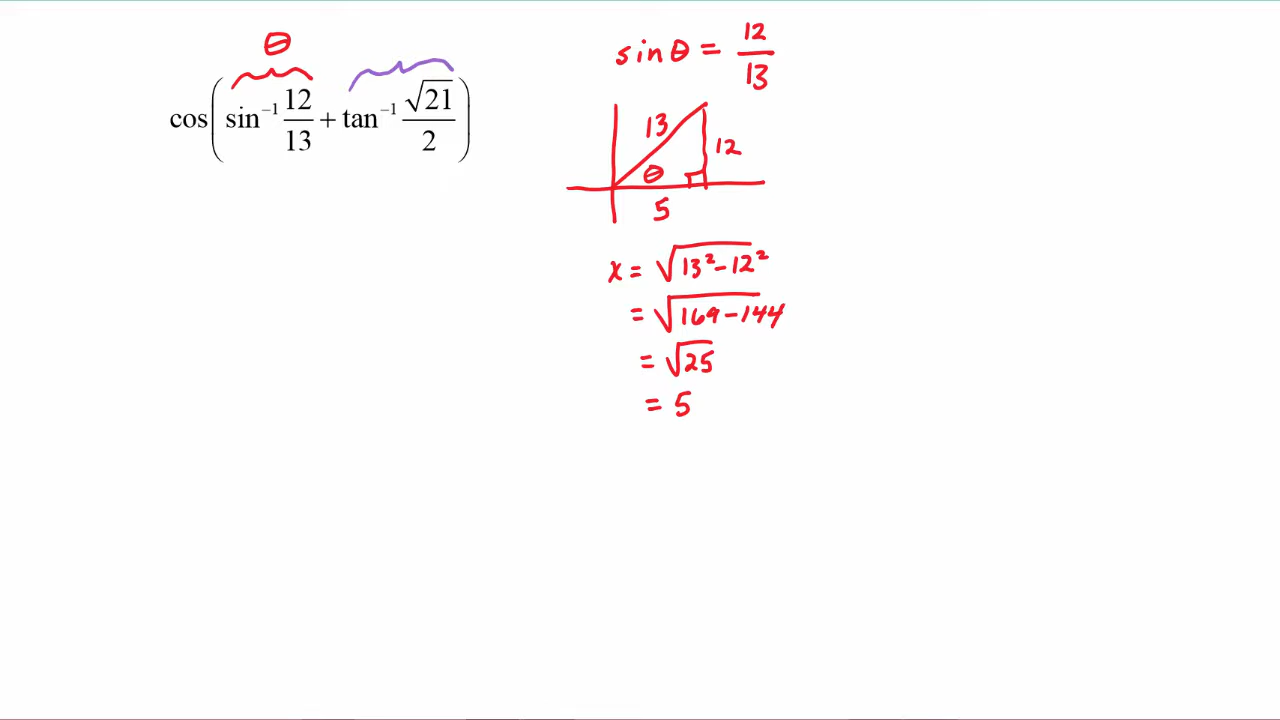 θ
cos(sin⁻¹ 12/13 + tan⁻¹ √21/2)
sinθ = 12/13
13
12
θ
5
x = √13²-12²
= √169-144
= √25
= 5